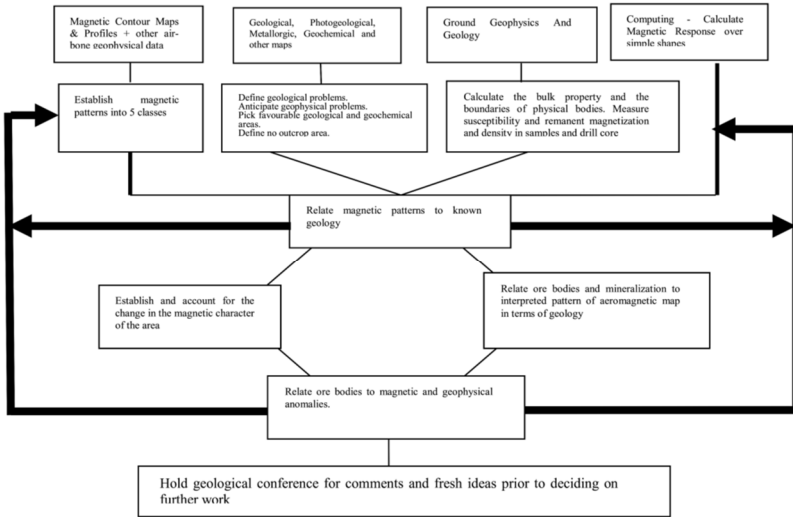 Magnetic Contour Maps
& Profiles + other air-
bone geophysical data
Geological, Photogeological,
Metallorgic, Geochemical and
other maps
Ground Geophysics And
Geology
Computing - Calculate
Magnetic Response over
simple shapes
Establish magnetic
patterns into 5 classes
Define geological problems.
Anticipate geophysical problems.
Pick favourable geological and geochemical
areas.
Define no outcrop area.
Calculate the bulk property and the
boundaries of physical bodies. Measure
susceptibility and remanent magnetization
and density in samples and drill core
Relate magnetic patterns to known
geology
Establish and account for the
change in the magnetic character
of the area
Relate ore bodies and mineralization to
interpreted pattern of aeromagnetic map
in terms of geology
Relate ore bodies to magnetic and geophysical
anomalies.
Hold geological conference for comments and fresh ideas prior to deciding on
further work